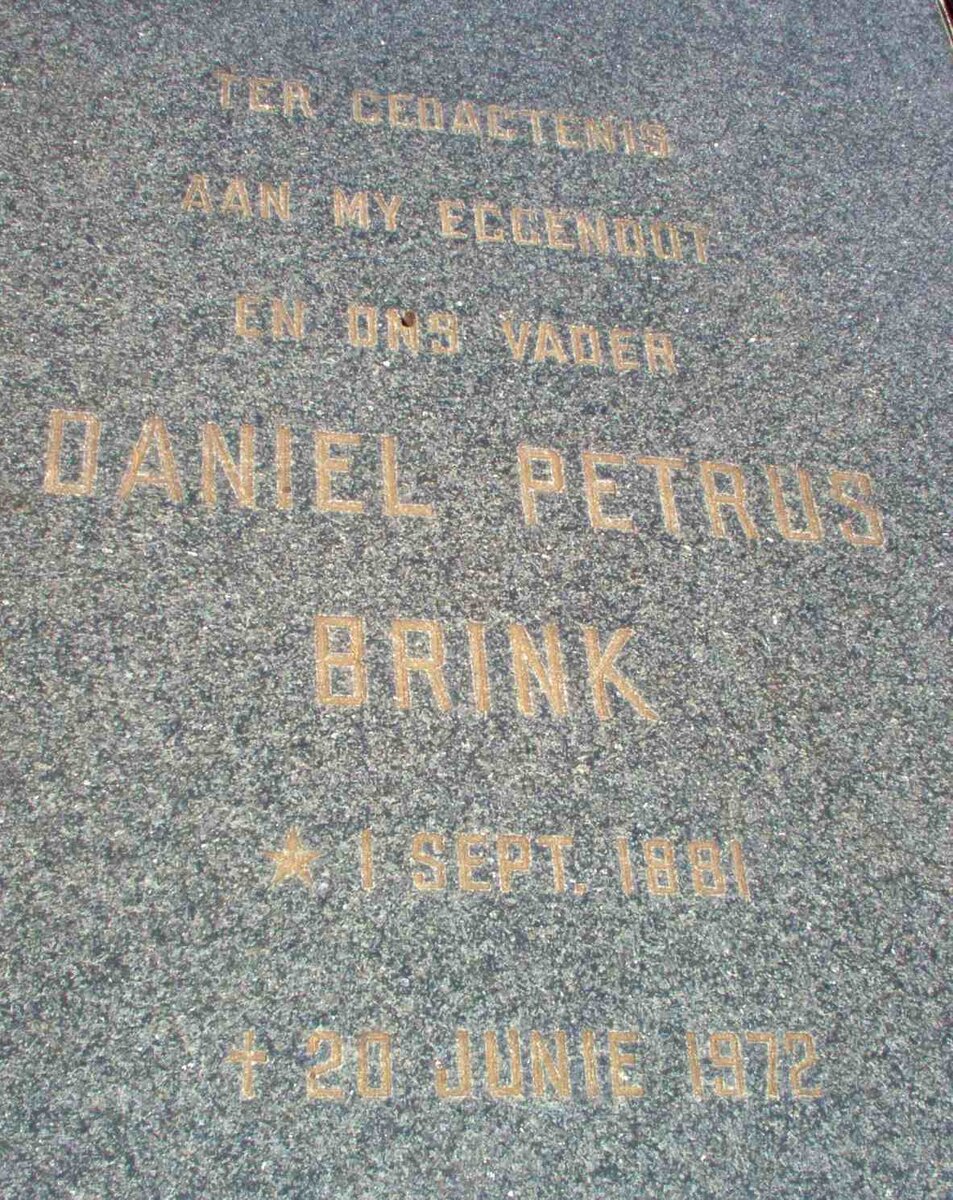 TER GEDAGTENIS
AAN MY EGGENOOT
EN ONS VADER
DANIEL PETRUS
BRINK
★ 1 SEPT. 1881
✝ 20 JUNIE 1972